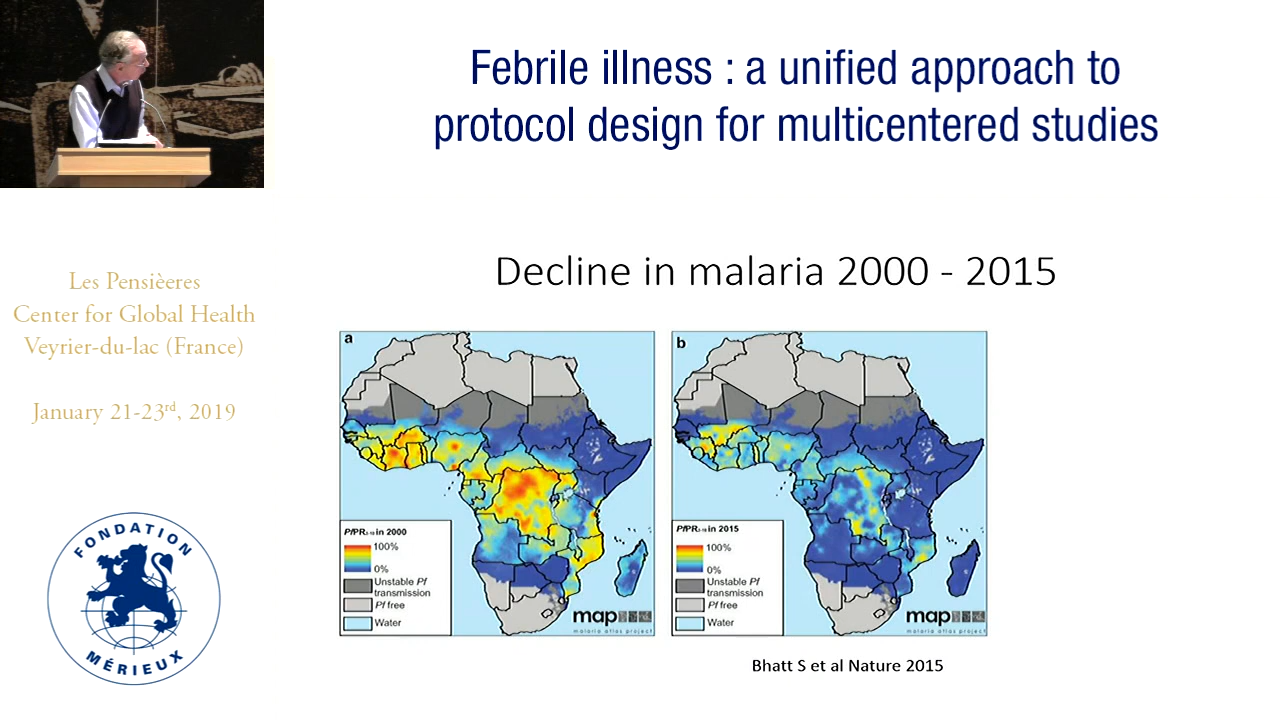 Febrile illness : a unified approach to
protocol design for multicentered studies
Les Pensièeres
Center for Global Health
Veyrier-du-lac (France)
January 21-23rd, 2019
FONDATION
MÉRIEUX
Decline in malaria 2000 - 2015
a
PfPR2-10 in 2000
100%
0%
Unstable Pf
transmission
Pf free
Water
map
malaria atlas project
b
PfPR2-10 in 2015
100%
0%
Unstable Pf
transmission
Pf free
Water
map
malaria atlas project
Bhatt S et al Nature 2015